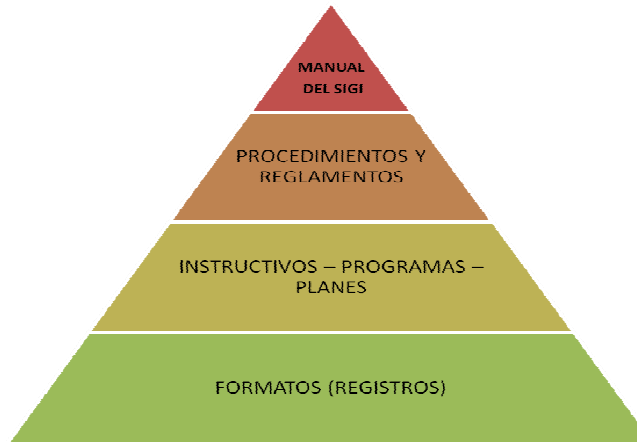 MANUAL
DEL SIGI
PROCEDIMIENTOS Y
REGLAMENTOS
INSTRUCTIVOS – PROGRAMAS –
PLANES
FORMATOS (REGISTROS)